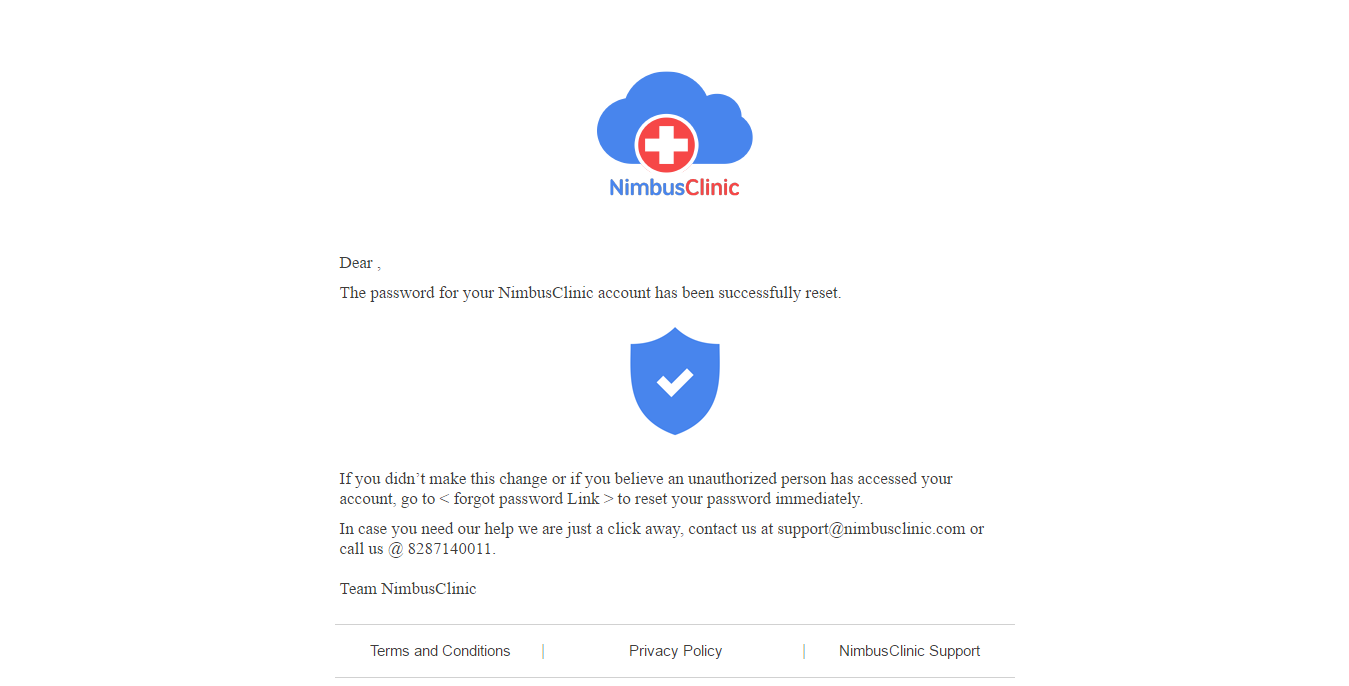 NimbusClinic
Dear ,
The password for your NimbusClinic account has been successfully reset.
If you didn’t make this change or if you believe an unauthorized person has accessed your
account, go to < forgot password Link > to reset your password immediately.
In case you need our help we are just a click away, contact us at support@nimbusclinic.com or
call us @ 8287140011.
Team NimbusClinic
Terms and Conditions | Privacy Policy | NimbusClinic Support